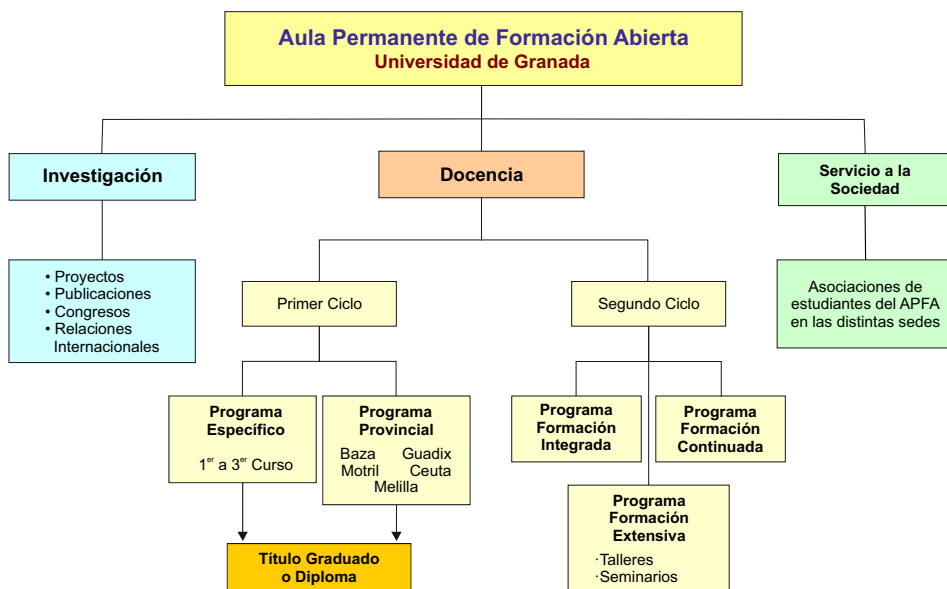 Aula Permanente de Formación Abierta
Universidad de Granada
Investigación
Docencia
Servicio a la
Sociedad
• Proyectos
• Publicaciones
• Congresos
• Relaciones
Internacionales
Primer Ciclo
Segundo Ciclo
Asociaciones de
estudiantes del APFA
en las distintas sedes
Programa
Específico
1er a 3er Curso
Programa
Provincial
Baza Guadix
Motril Ceuta
Melilla
Programa
Formación
Integrada
Programa
Formación
Continuada
Programa
Formación
Extensiva
·Talleres
·Seminarios
Título Graduado
o Diploma